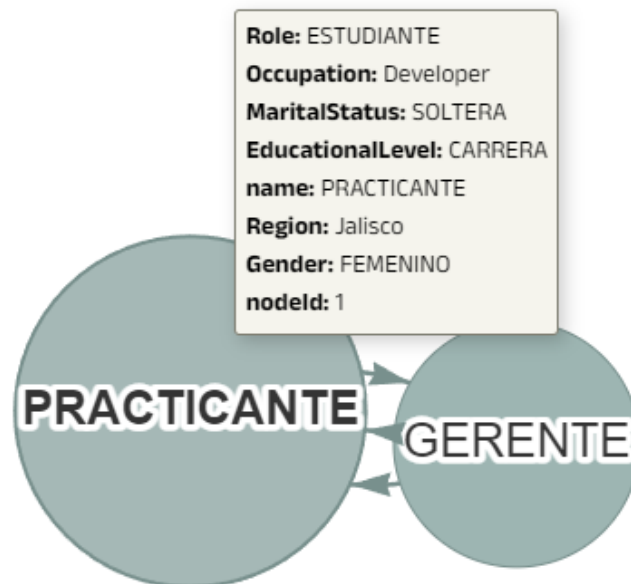 Role: ESTUDIANTE
Occupation: Developer
MaritalStatus: SOLTERA
EducationalLevel: CARRERA
name: PRACTICANTE
Region: Jalisco
Gender: FEMENINO
nodeId: 1
PRACTICANTE
GERENTE